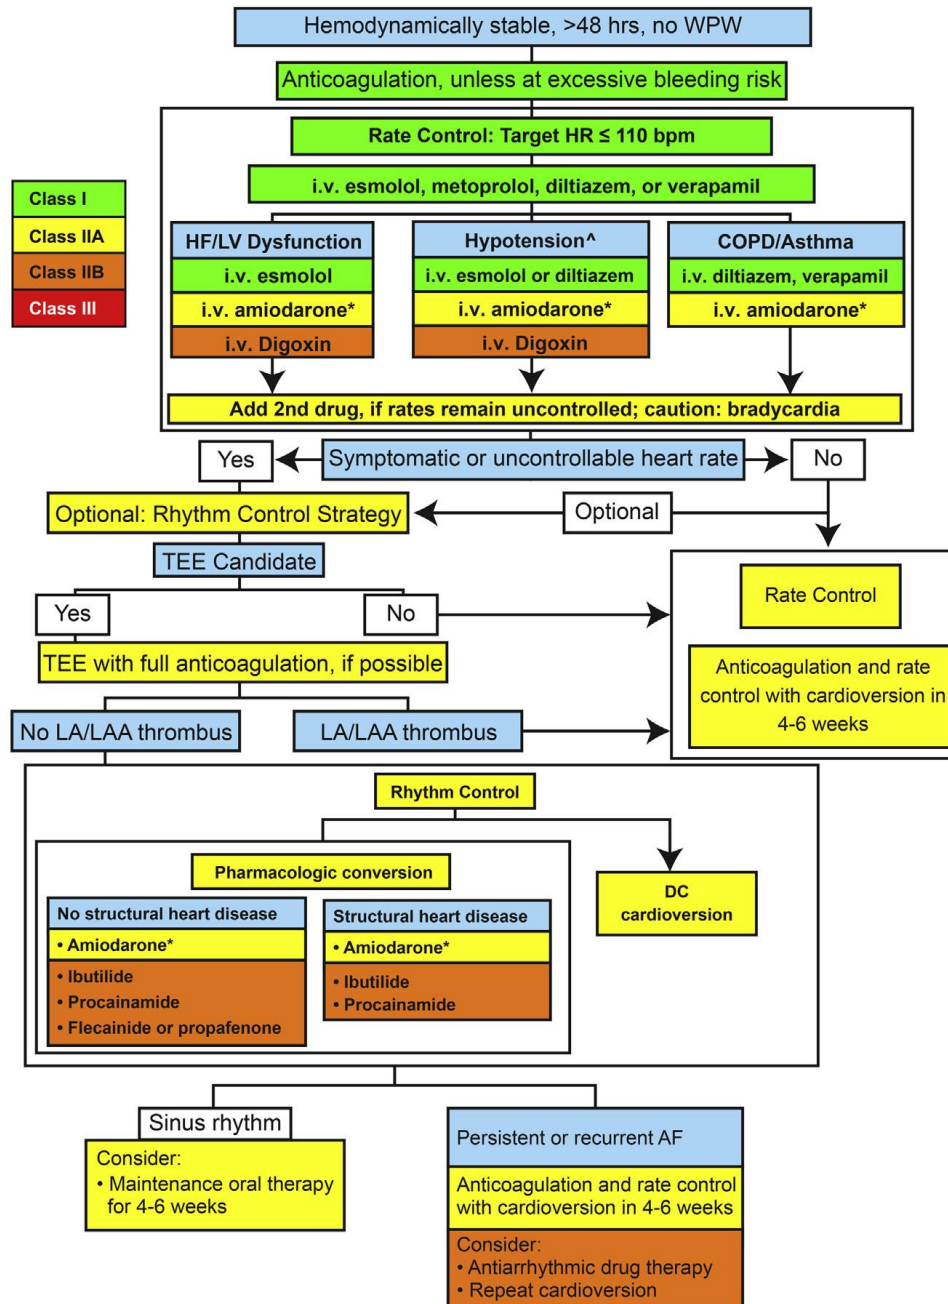 Hemodynamically stable, >48 hrs, no WPW
Anticoagulation, unless at excessive bleeding risk
Rate Control: Target HR ≤ 110 bpm
i.v. esmolol, metoprolol, diltiazem, or verapamil
Class I
Class IIA
Class IIB
Class III
HF/LV Dysfunction
i.v. esmolol
i.v. amiodarone*
i.v. Digoxin
Hypotension^
i.v. esmolol or diltiazem
i.v. amiodarone*
i.v. Digoxin
COPD/Asthma
i.v. diltiazem, verapamil
i.v. amiodarone*
Add 2nd drug, if rates remain uncontrolled; caution: bradycardia
Yes
Symptomatic or uncontrollable heart rate
No
Optional: Rhythm Control Strategy
Optional
TEE Candidate
Yes
No
Rate Control
Anticoagulation and rate
control with cardioversion in
4-6 weeks
TEE with full anticoagulation, if possible
No LA/LAA thrombus
LA/LAA thrombus
Rhythm Control
Pharmacologic conversion
DC
cardioversion
No structural heart disease
• Amiodarone*
• Ibutilide
• Procainamide
• Flecainide or propafenone
Structural heart disease
• Amiodarone*
• Ibutilide
• Procainamide
Sinus rhythm
Consider:
• Maintenance oral therapy
for 4-6 weeks
Persistent or recurrent AF
Anticoagulation and rate control
with cardioversion in 4-6 weeks
Consider:
• Antiarrhythmic drug therapy
• Repeat cardioversion